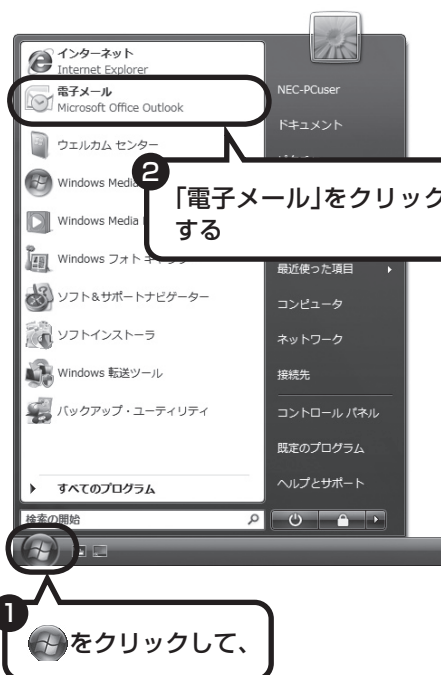 インターネット
Internet Explorer
電子メール
Microsoft Office Outlook
ウェルカム センター
Windows Media
Windows Media
Windows フォト
ソフト&サポートナビゲーター
ソフトインストーラ
Windows 転送ツール
バックアップ・ユーティリティ
すべてのプログラム
検索の開始
NEC-PCuser
ドキュメント
最近使った項目
コンピュータ
ネットワーク
接続先
コントロール パネル
既定のプログラム
ヘルプとサポート
2
「電子メール」をクリック
する
1
をクリックして、